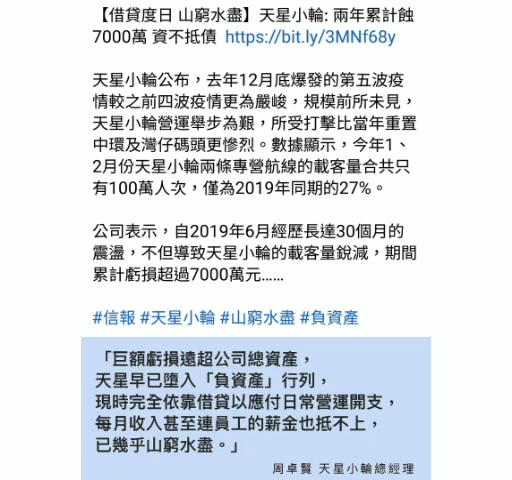 【借貸度日 山窮水盡】天星小輪: 兩年累計蝕
7000萬 資不抵債 https://bit.ly/3MNf68y
天星小輪公布，去年12月底爆發的第五波疫
情較之前四波疫情更為嚴峻，規模前所未見，
天星小輪營運舉步為艱，所受打擊比當年重置
中環及灣仔碼頭更慘烈。數據顯示，今年1、
2月份天星小輪兩條專營航線的載客量合共只
有100萬人次，僅為2019年同期的27%。
公司表示，自2019年6月經歷長達30個月的
震盪，不但導致天星小輪的載客量銳減，期間
累計虧損超過7000萬元......
#信報 #天星小輪 #山窮水盡 #負資產
「巨額虧損遠超公司總資產，
天星早已墮入「負資產」行列，
現時完全依靠借貸以應付日常營運開支，
每月收入甚至連員工的薪金也抵不上，
已幾乎山窮水盡。」
周卓賢 天星小輪總經理